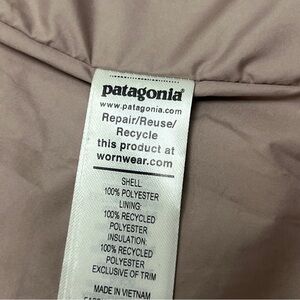 patagonia®
www.patagonia.com
Repair/Reuse/
Recycle
this product at
wornwear.com
SHELL:
100% POLYESTER
LINING:
100% RECYCLED
POLYESTER
INSULATION:
100% RECYCLED
POLYESTER
EXCLUSIVE OF TRIM
MADE IN VIETNAM